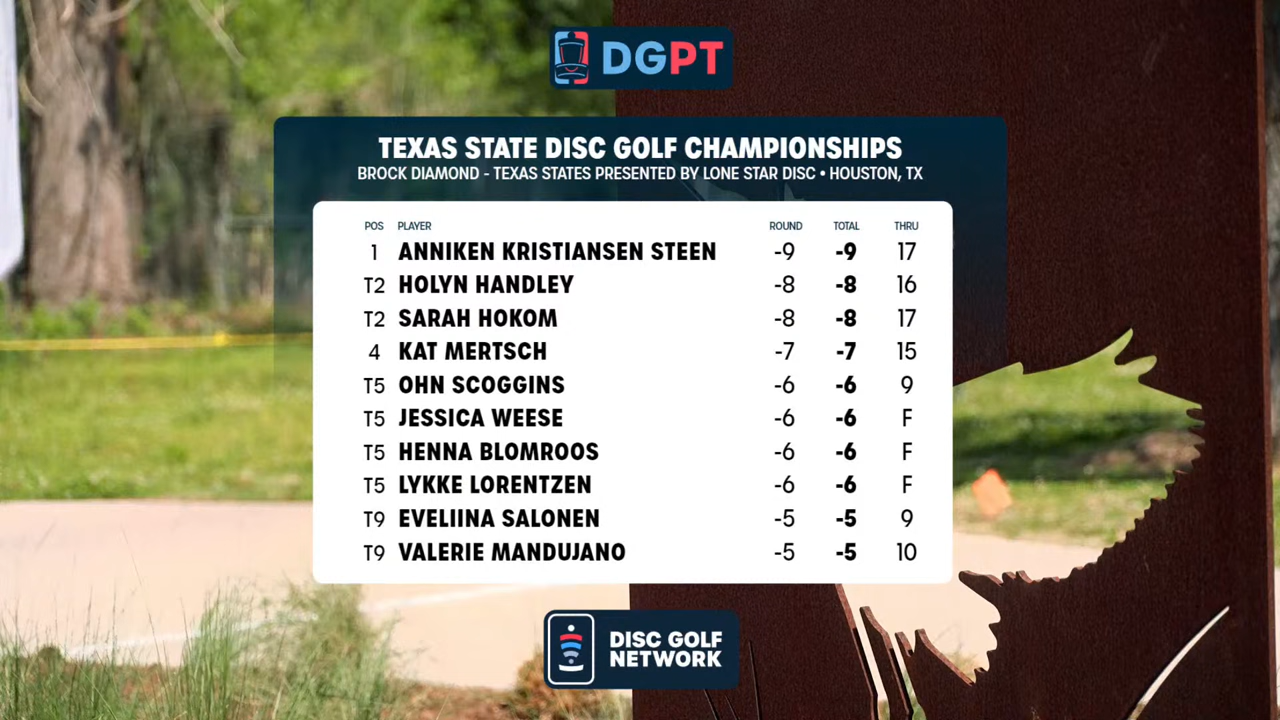 DGPT
TEXAS STATE DISC GOLF CHAMPIONSHIPS
BROCK DIAMOND - TEXAS STATES PRESENTED BY LONE STAR DISC • HOUSTON, TX
POS PLAYER ROUND TOTAL THRU
1 ANNIKEN KRISTIANSEN STEEN -9 -9 17
T2 HOLYN HANDLEY -8 -8 16
T2 SARAH HOKOM -8 -8 17
4 KAT MERTSCH -7 -7 15
T5 OHN SCOGGINS -6 -6 9
T5 JESSICA WEESE -6 -6 F
T5 HENNA BLOMROOS -6 -6 F
T5 LYKKE LORENTZEN -6 -6 F
T9 EVELIINA SALONEN -5 -5 9
T9 VALERIE MANDUJANO -5 -5 10
DISC GOLF
NETWORK